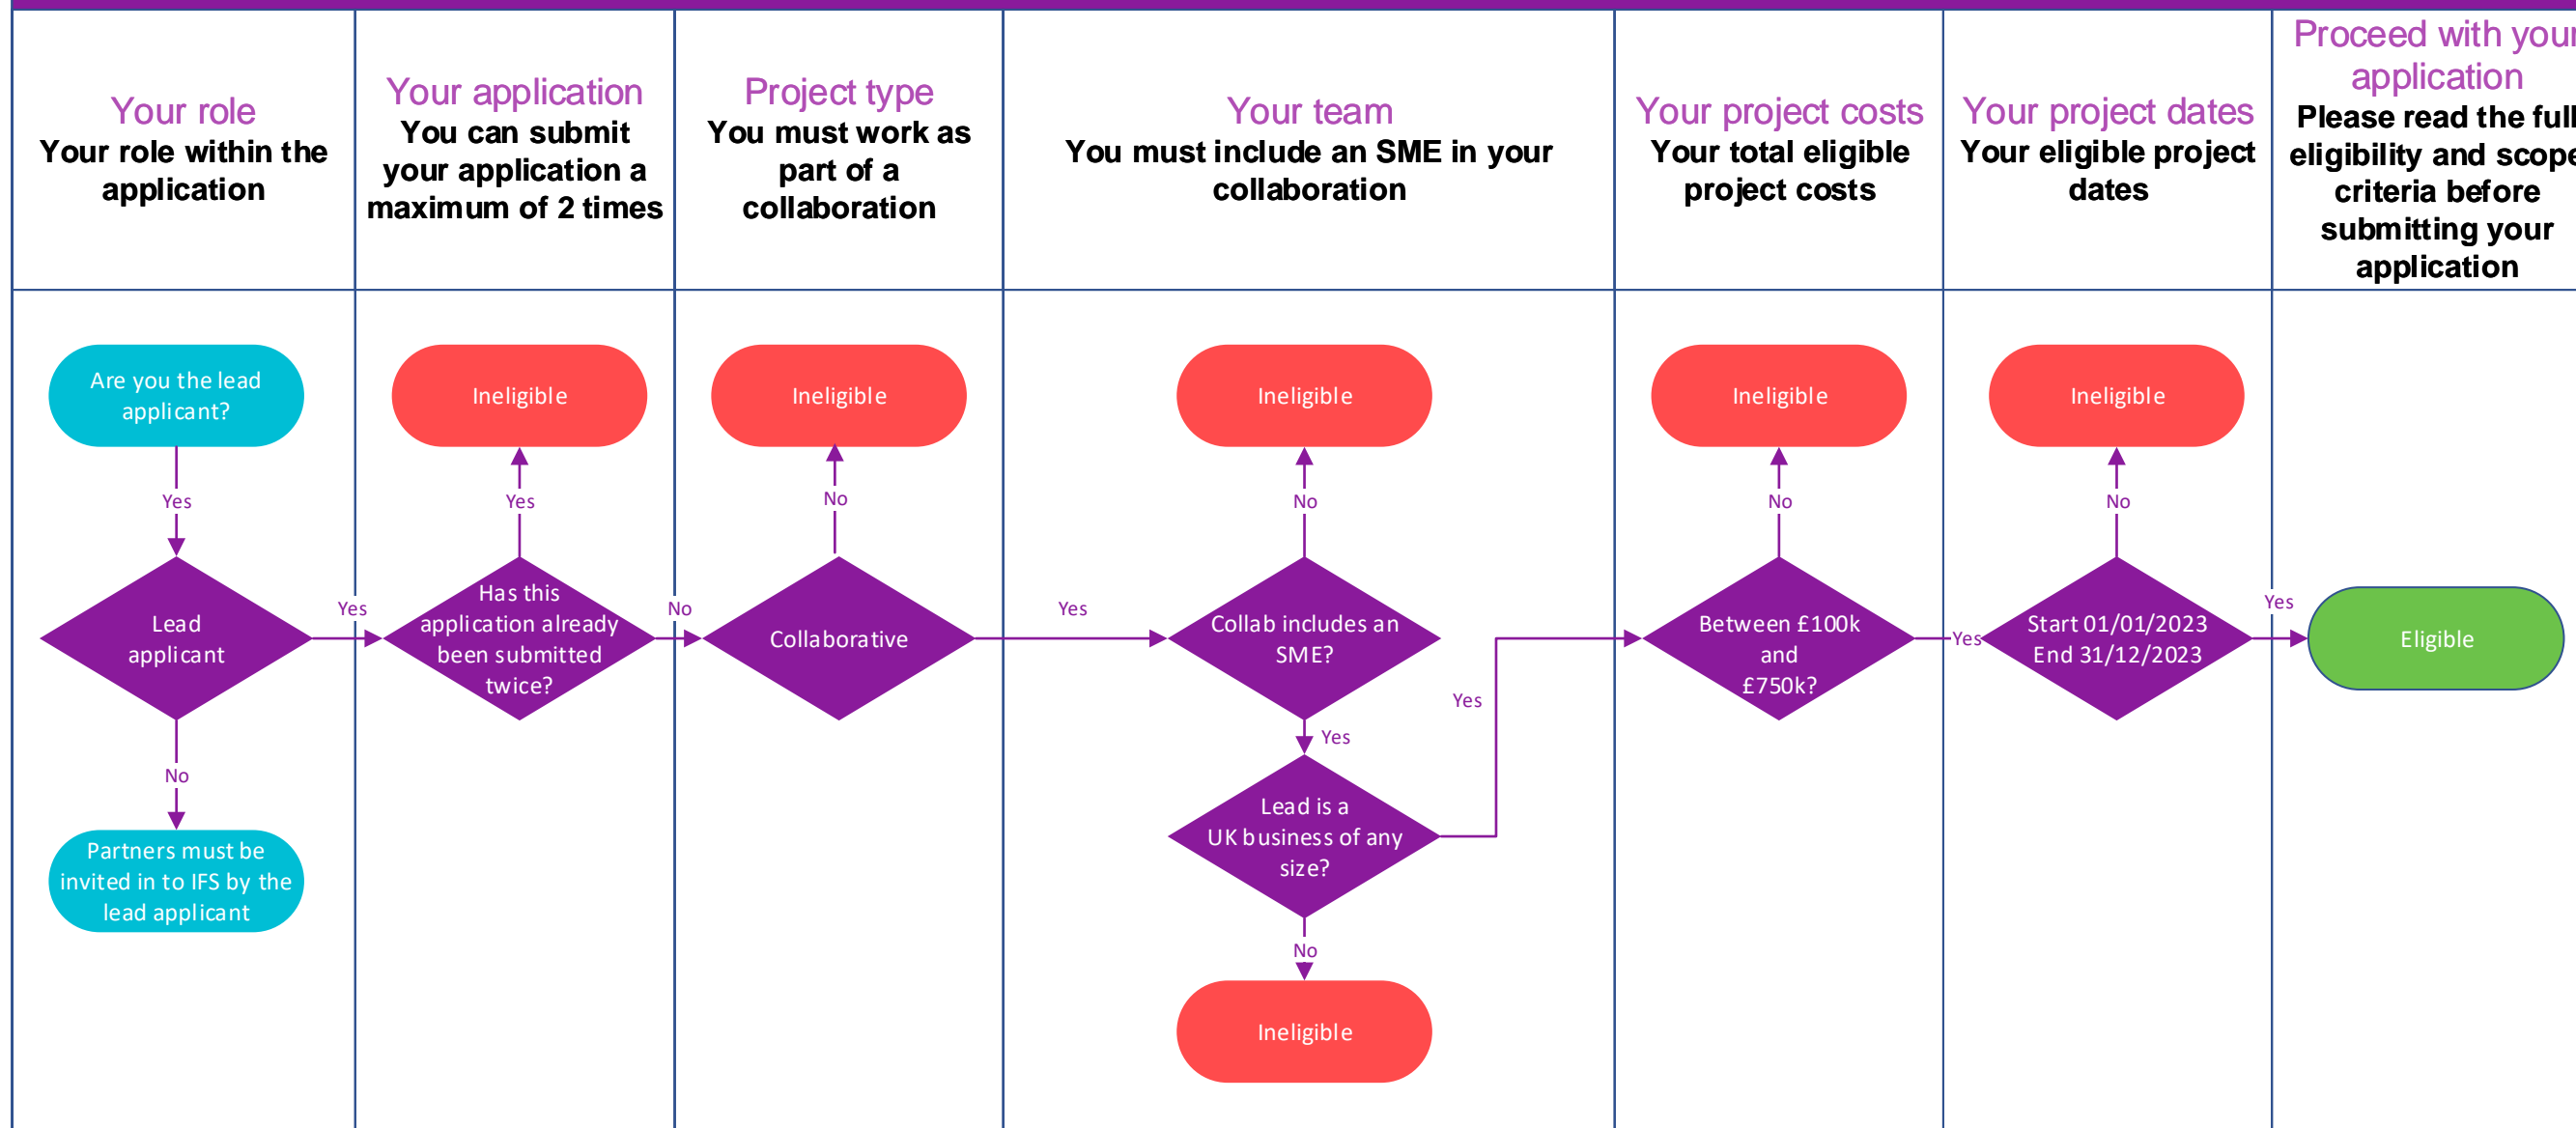 Your role
Your role within the
application
Your application
You can submit
your application a
maximum of 2 times
Project type
You must work as
part of a
collaboration
Your team
You must include an SME in your
collaboration
Your project costs
Your total eligible
project costs
Your project dates
Your eligible project
dates
Proceed with your
application
Please read the full
eligibility and scope
criteria before
submitting your
application
Are you the lead
applicant?
Yes
Lead
applicant
Yes
No
Partners must be
invited in to IFS by the
lead applicant
Ineligible
Yes
Has this
application already
been submitted
twice?
No
Ineligible
No
Collaborative
Yes
Ineligible
No
Collab includes an
SME?
Yes
Lead is a
UK business of any
size?
Yes
No
Ineligible
Ineligible
No
Between £100k
and
£750k?
Yes
Ineligible
No
Start 01/01/2023
End 31/12/2023
Yes
Eligible